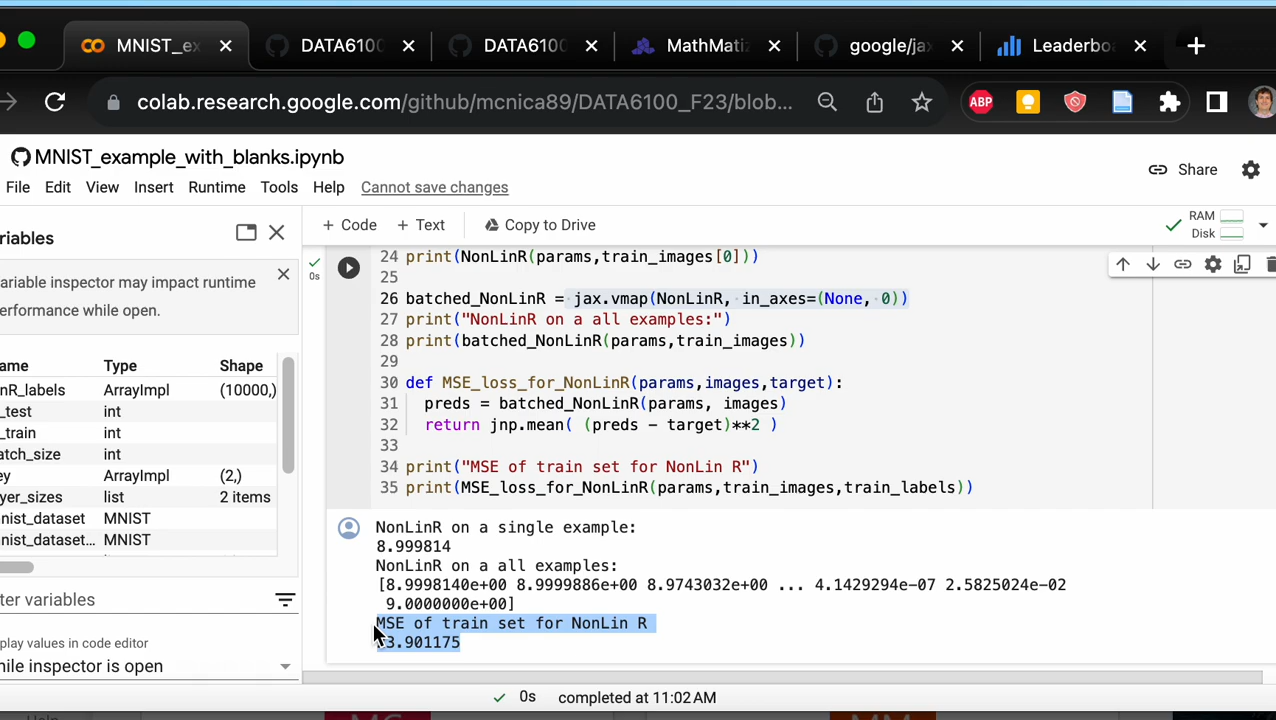 MNIST_ex
DATA610
DATA610
MathMati
google/ja
Leaderbo
colab.research.google.com/github/mcnica89/DATA6100_F23/blob...
ABP
MNIST_example_with_blanks.ipynb
Share
File Edit View Insert Runtime Tools Help Cannot save changes
riables
+ Code + Text Copy to Drive
RAM
Disk
ariable inspector may impact runtime
erformance while open.
ame Type Shape
nR_labels ArrayImpl (10000,)
_test int
_train int
atch_size int
ey ArrayImpl (2,)
yer_sizes list 2 items
nist_dataset MNIST
nist_dataset... MNIST
ter variables
play values in code editor
hile inspector is open
0s
24 print(NonLinR(params,train_images[0]))
25
26 batched_NonLinR = jax.vmap(NonLinR, in_axes=(None, 0))
27 print("NonLinR on a all examples:")
28 print(batched_NonLinR(params,train_images))
29
30 def MSE_loss_for_NonLinR(params,images,target):
31 preds = batched_NonLinR(params, images)
32 return jnp.mean( (preds - target)**2 )
33
34 print("MSE of train set for NonLin R")
35 print(MSE_loss_for_NonLinR(params,train_images,train_labels))
NonLinR on a single example:
8.999814
NonLinR on a all examples:
[8.9998140e+00 8.9999886e+00 8.9743032e+00 ... 4.1429294e-07 2.5825024e-02
9.0000000e+00]
MSE of train set for NonLin R
3.901175
0s completed at 11:02 AM